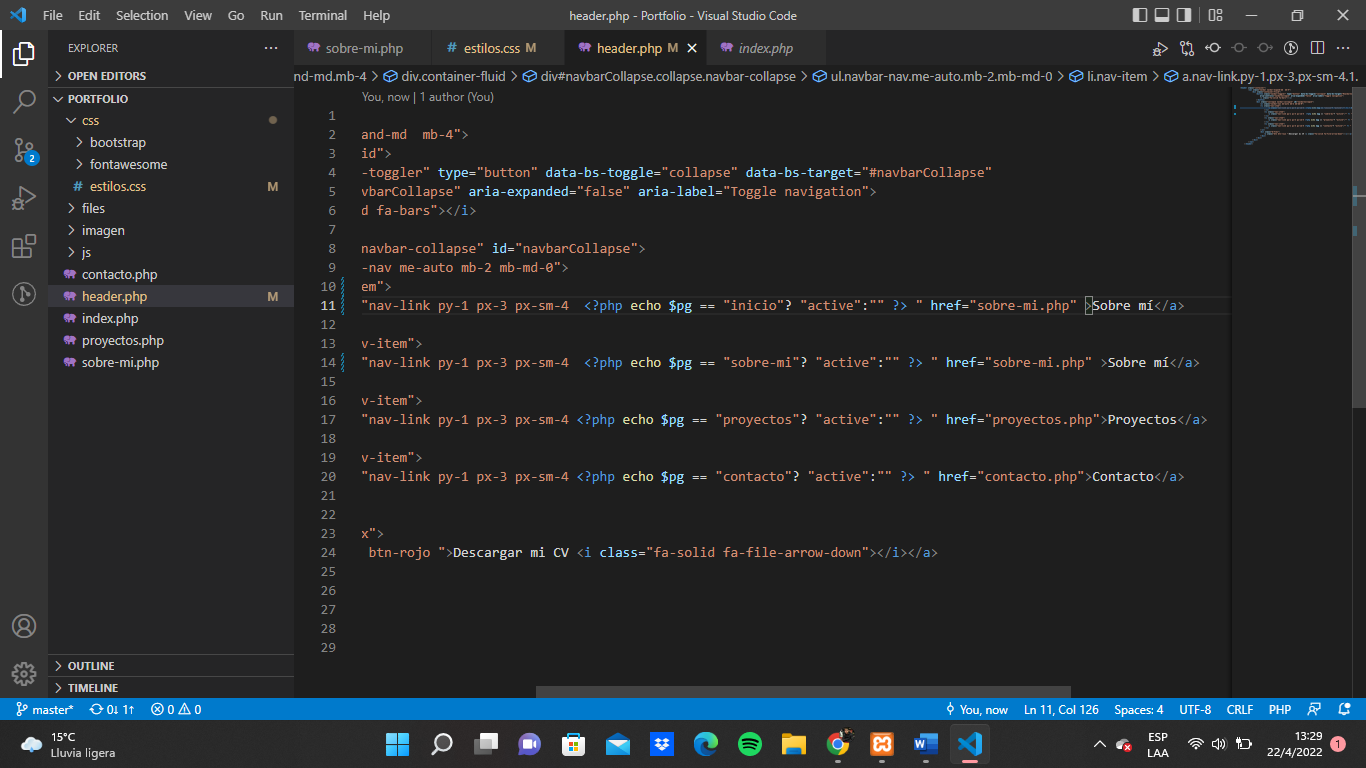 File Edit Selection View Go Run Terminal Help
header.php - Portfolio - Visual Studio Code
EXPLORER
OPEN EDITORS
PORTFOLIO
css
bootstrap
fontawesome
# estilos.css M
files
imagen
js
contacto.php
header.php M
index.php
proyectos.php
sobre-mi.php
OUTLINE
TIMELINE
2
sobre-mi.php # estilos.css M header.php M index.php
nd-md.mb-4 > div.container-fluid > div#navbarCollapse.collapse.navbar-collapse > ul.navbar-nav.me-auto.mb-2.mb-md-0 > li.nav-item > a.nav-link.py-1.px-3.px-sm-4.1.
You, now | 1 author (You)
1
2 and-md  mb-4">
3 id">
4 -toggler" type="button" data-bs-toggle="collapse" data-bs-target="#navbarCollapse"
5 vbarCollapse" aria-expanded="false" aria-label="Toggle navigation">
6 d fa-bars"></i>
7
8 navbar-collapse" id="navbarCollapse">
9 -nav me-auto mb-2 mb-md-0">
10 em">
11 "nav-link py-1 px-3 px-sm-4  <?php echo $pg == "inicio"? "active":"" ?> " href="sobre-mi.php" >Sobre mí</a>
12
13 v-item">
14 "nav-link py-1 px-3 px-sm-4  <?php echo $pg == "sobre-mi"? "active":"" ?> " href="sobre-mi.php" >Sobre mí</a>
15
16 v-item">
17 "nav-link py-1 px-3 px-sm-4 <?php echo $pg == "proyectos"? "active":"" ?> " href="proyectos.php">Proyectos</a>
18
19 v-item">
20 "nav-link py-1 px-3 px-sm-4 <?php echo $pg == "contacto"? "active":"" ?> " href="contacto.php">Contacto</a>
21
22
23 x">
24 btn-rojo ">Descargar mi CV <i class="fa-solid fa-file-arrow-down"></i></a>
25
26
27
28
29
master* 0↓ 1↑ 0 0 You, now Ln 11, Col 126 Spaces: 4 UTF-8 CRLF PHP
15°C
Lluvia ligera
ESP
LAA
13:29
22/4/2022
1